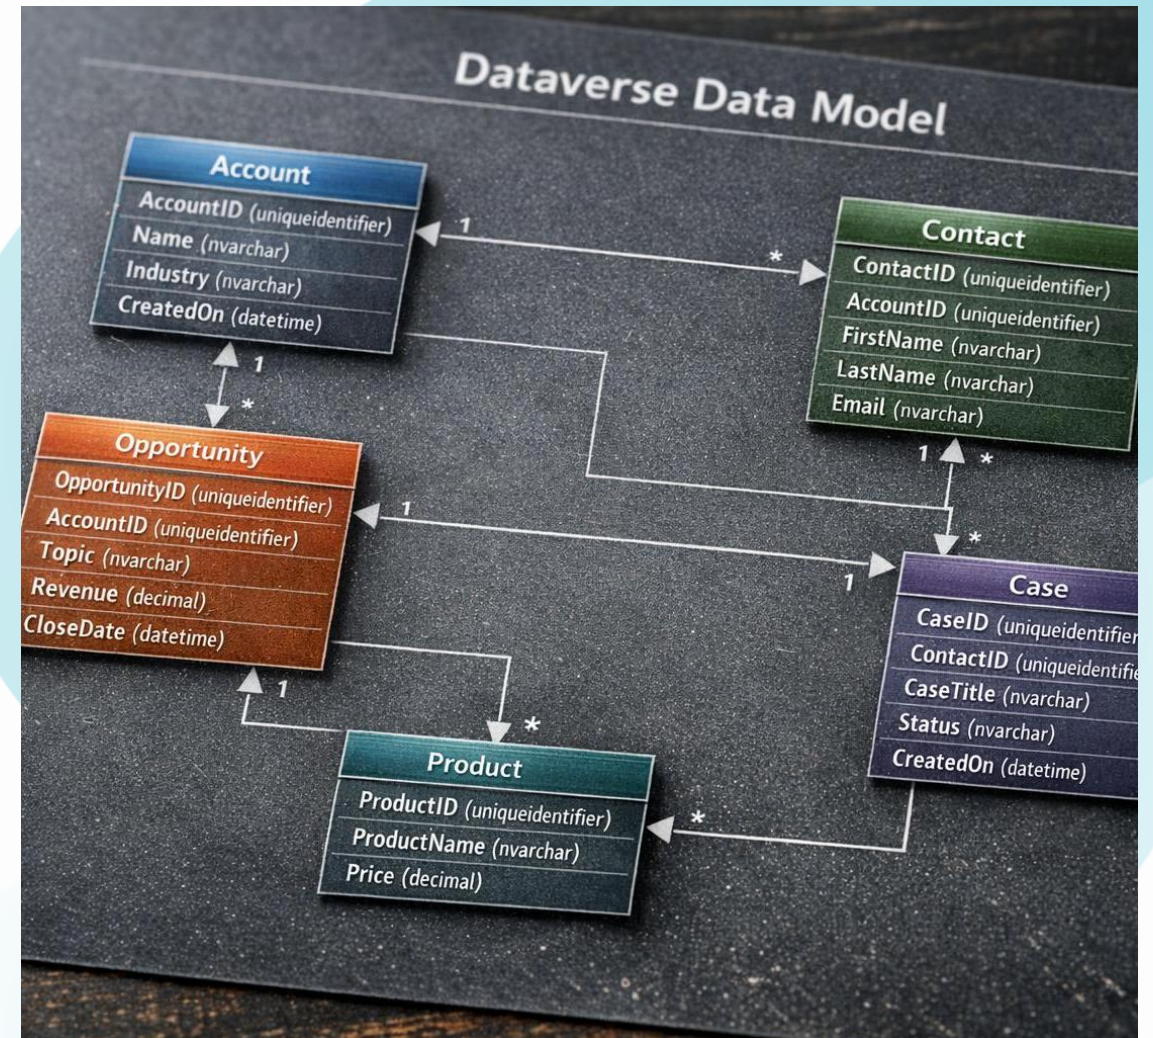 Dataverse Data Model
Account
AccountID (uniqueidentifier)
Name (nvarchar)
Industry (nvarchar)
CreatedOn (datetime)
1
*
Contact
ContactID (uniqueidentifier)
AccountID (uniqueidentifier)
FirstName (nvarchar)
LastName (nvarchar)
Email (nvarchar)
1
*
1 *
Opportunity
OpportunityID (uniqueidentifier)
AccountID (uniqueidentifier)
Topic (nvarchar)
Revenue (decimal)
CloseDate (datetime)
1
1
*
Case
CaseID (uniqueidentifier
ContactID (uniqueidentifie
CaseTitle (nvarchar)
Status (nvarchar)
CreatedOn (datetime)
1
*
Product
ProductID (uniqueidentifier)
ProductName (nvarchar)
Price (decimal)
*